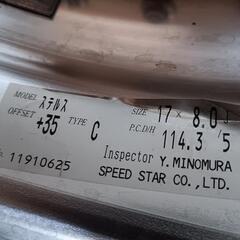 MODEL ステルス SIZE 17 × 8.0J
OFFSET +35 TYPE C P.C.D/H 114.3/5
11910625 Inspector Y. MINOMURA
SPEED STAR CO.,LTD.